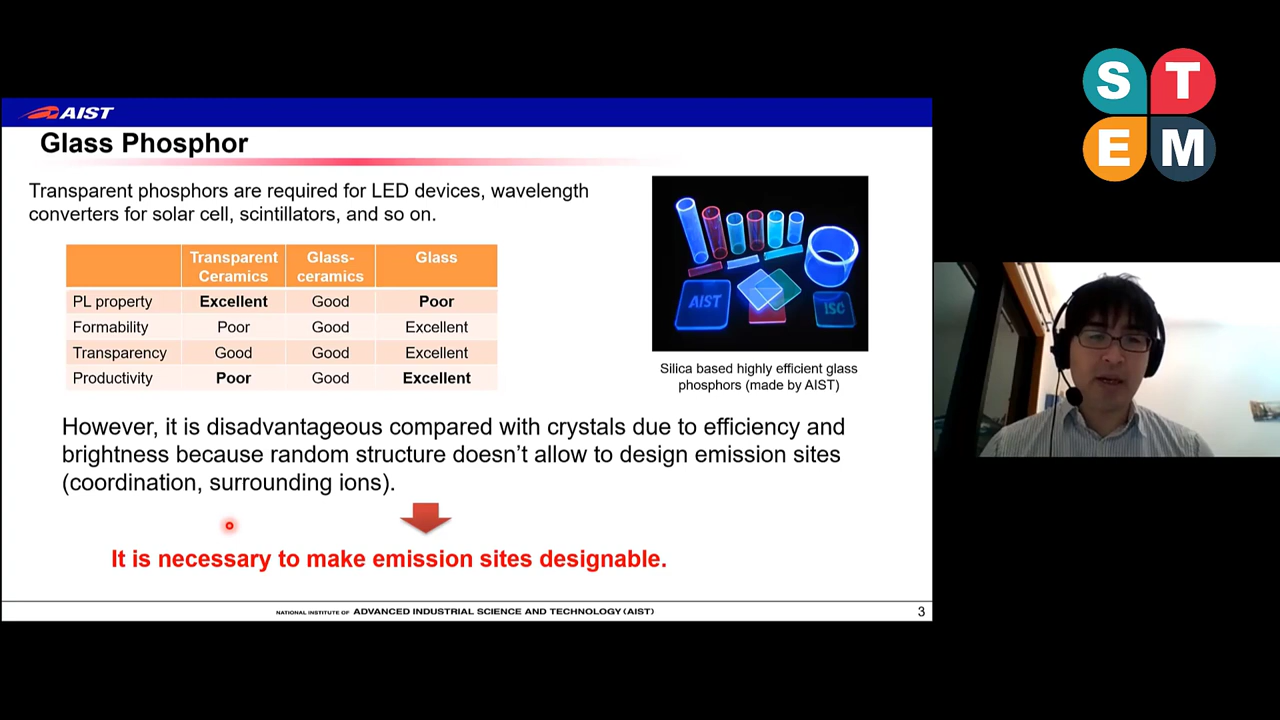 AIST
Glass Phosphor
Transparent phosphors are required for LED devices, wavelength
converters for solar cell, scintillators, and so on.
Transparent Ceramics Glass-ceramics Glass
PL property Excellent Good Poor
Formability Poor Good Excellent
Transparency Good Good Excellent
Productivity Poor Good Excellent
AIST
ISC
Silica based highly efficient glass
phosphors (made by AIST)
However, it is disadvantageous compared with crystals due to efficiency and
brightness because random structure doesn't allow to design emission sites
(coordination, surrounding ions).
It is necessary to make emission sites designable.
NATIONAL INSTITUTE OF ADVANCED INDUSTRIAL SCIENCE AND TECHNOLOGY (AIST)
3
S T
E M